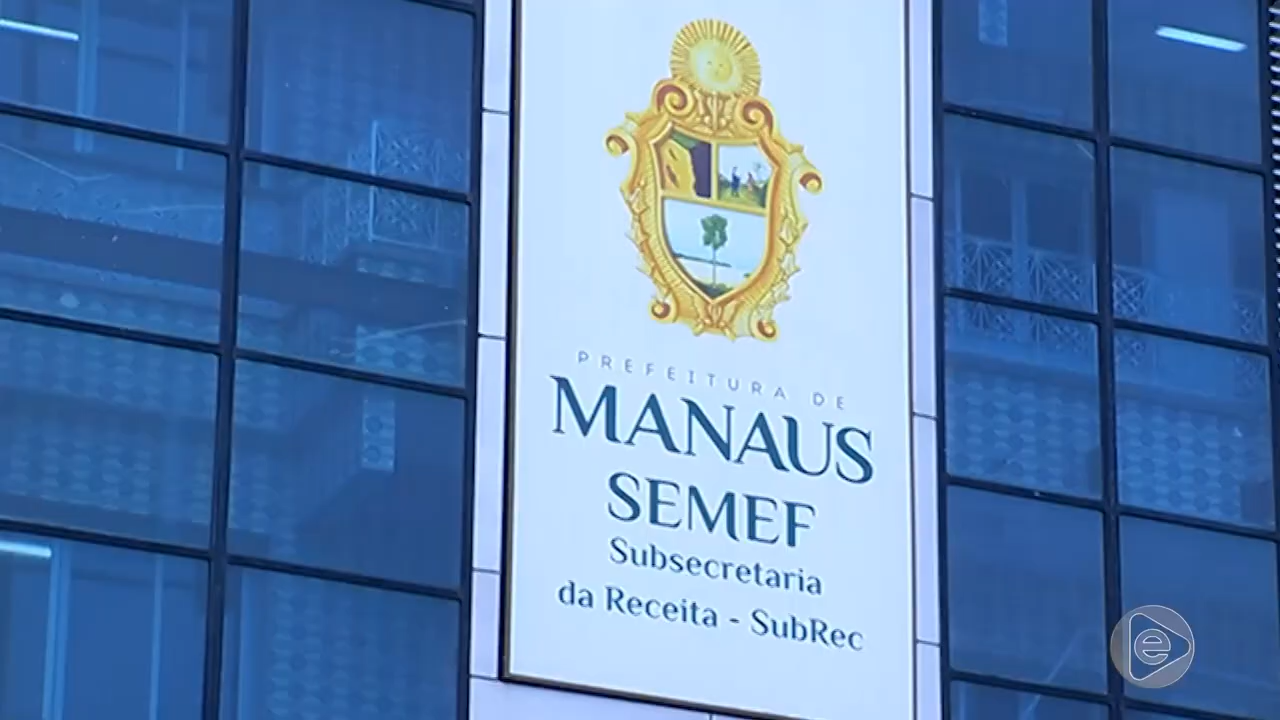 PREFEITURA DE
MANAUS
SEMEF
Subsecretaria
da Receita - SubRec
e